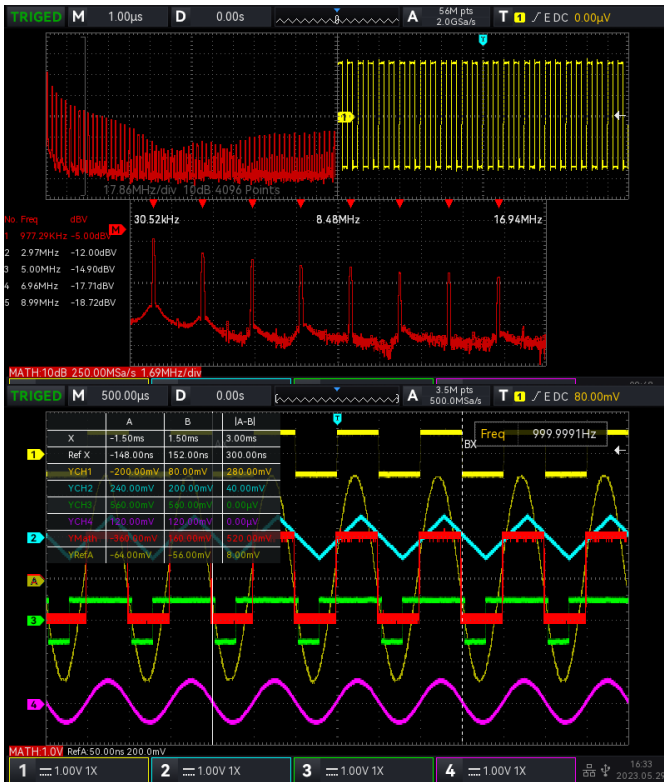 TRIGED M 1.00µs D 0.00s A 56M pts 2.0GSa/s T 1 E DC 0.00µV
T
1
17.86MHz/div 10dB 4096 Points
No. Freq dBV
M
30.52kHz 8.48MHz 16.94MHz
1 977.29KHz -5.00dBV
2 2.97MHz -12.00dBV
3 5.00MHz -14.90dBV
4 6.96MHz -17.71dBV
5 8.99MHz -18.72dBV
MATH:10dB 250.00MSa/s 1.69MHz/div
TRIGED M 500.00µs D 0.00s A 3.5M pts 500.0MSa/s T 1 E DC 80.00mV
T
A B |A-B|
X -1.50ms 1.50ms 3.00ms
Ref X -148.00ns 152.00ns 300.00ns
YCH1 -200.00mV 80.00mV 280.00mV
YCH2 240.00mV 200.00mV 40.00mV
YCH3 560.00mV 560.00mV 0.00µV
YCH4 120.00mV 120.00mV 0.00µV
YMath -360.00mV 160.00mV 520.00mV
YRefA -64.00mV -56.00mV 8.00mV
Freq 999.9991Hz
BX
1
2
A
3
4
MATH:1.0V RefA:50.00ns 200.0mV
1 1.00V 1X 2 1.00V 1X 3 1.00V 1X 4 1.00V 1X
16:33
2023.05.29